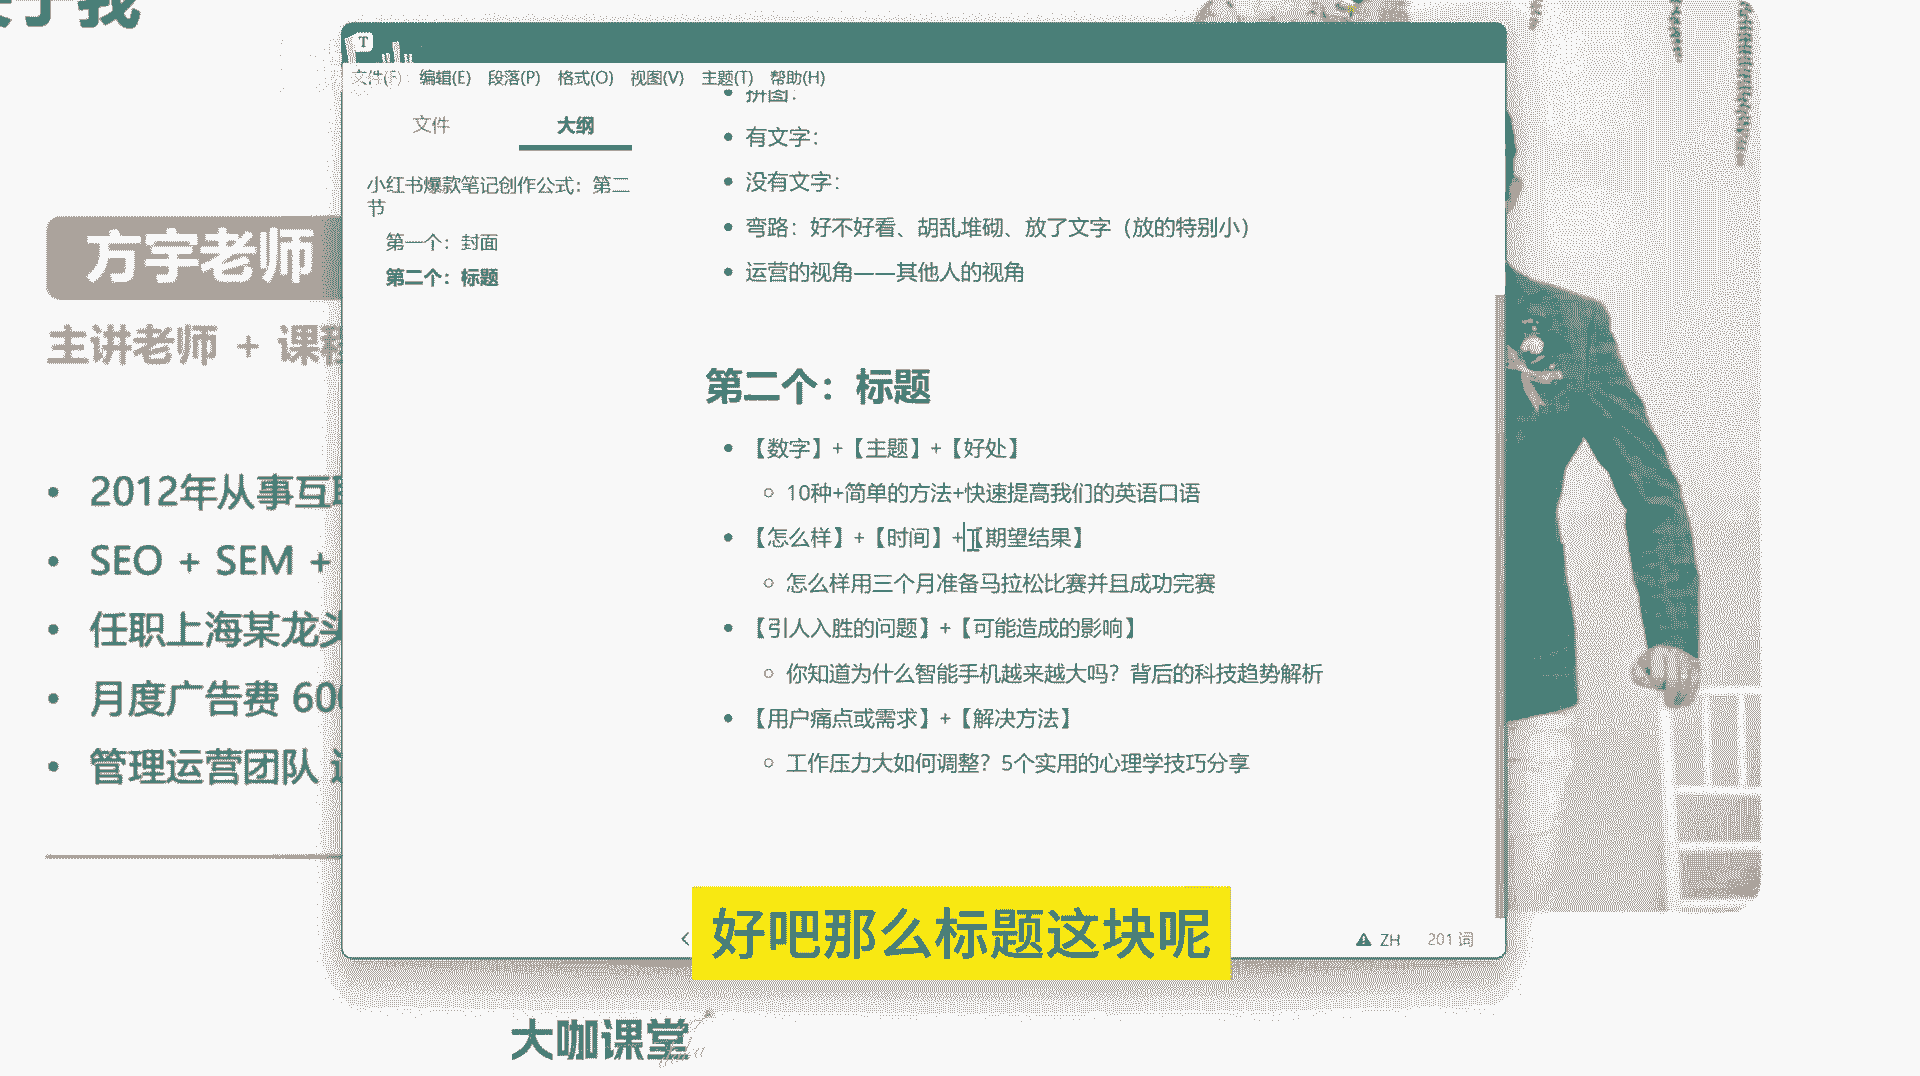 方宇老师
主讲老师 + 课程
2012年从事互联
SEO + SEM +
任职上海某龙头
月度广告费 600
管理运营团队
T
文件(F) 编辑(E) 段落(P) 格式(O) 视图(V) 主题(T) 帮助(H)
文件 大纲
小红书爆款笔记创作公式：第二
节
第一个：封面
第二个：标题
拼图：
有文字：
没有文字：
弯路：好不好看、胡乱堆砌、放了文字（放的特别小）
运营的视角——其他人的视角
第二个：标题
【数字】+【主题】+【好处】
10种+简单的方法+快速提高我们的英语口语
【怎么样】+【时间】+【期望结果】
怎么样用三个月准备马拉松比赛并且成功完赛
【引人入胜的问题】+【可能造成的影响】
你知道为什么智能手机越来越大吗？背后的科技趋势解析
【用户痛点或需求】+【解决方法】
工作压力大如何调整？5个实用的心理学技巧分享
ZH 201 词
好吧那么标题这块呢
大咖课堂